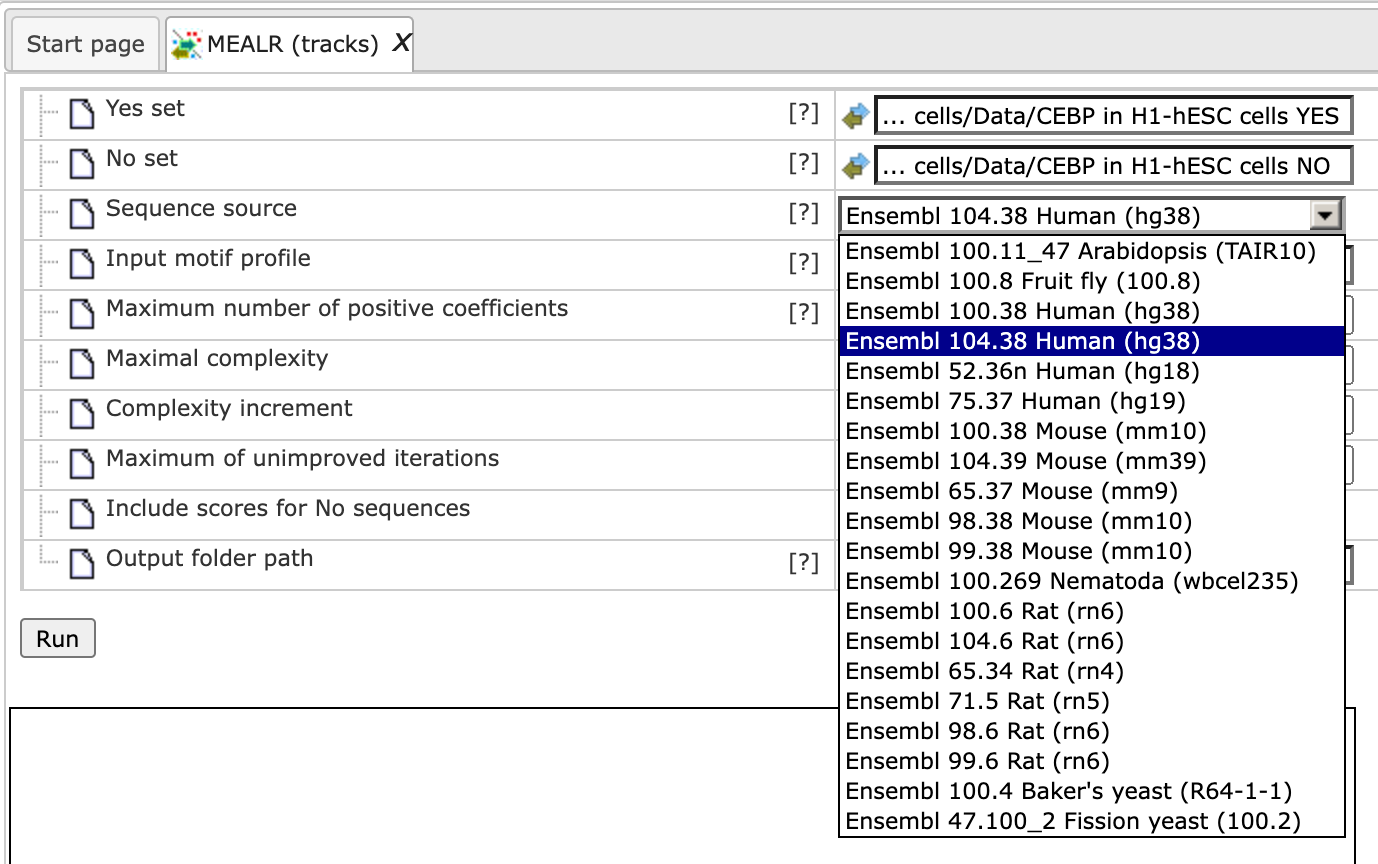 Start page
MEALR (tracks) X
Yes set [?] ... cells/Data/CEBP in H1-hESC cells YES
No set [?] ... cells/Data/CEBP in H1-hESC cells NO
Sequence source [?] Ensembl 104.38 Human (hg38)
Input motif profile [?]
Maximum number of positive coefficients [?]
Maximal complexity
Complexity increment
Maximum of unimproved iterations
Include scores for No sequences
Output folder path [?]
Ensembl 100.11_47 Arabidopsis (TAIR10)
Ensembl 100.8 Fruit fly (100.8)
Ensembl 100.38 Human (hg38)
Ensembl 104.38 Human (hg38)
Ensembl 52.36n Human (hg18)
Ensembl 75.37 Human (hg19)
Ensembl 100.38 Mouse (mm10)
Ensembl 104.39 Mouse (mm39)
Ensembl 65.37 Mouse (mm9)
Ensembl 98.38 Mouse (mm10)
Ensembl 99.38 Mouse (mm10)
Ensembl 100.269 Nematoda (wbcel235)
Ensembl 100.6 Rat (rn6)
Ensembl 104.6 Rat (rn6)
Ensembl 65.34 Rat (rn4)
Ensembl 71.5 Rat (rn5)
Ensembl 98.6 Rat (rn6)
Ensembl 99.6 Rat (rn6)
Ensembl 100.4 Baker's yeast (R64-1-1)
Ensembl 47.100_2 Fission yeast (100.2)
Run